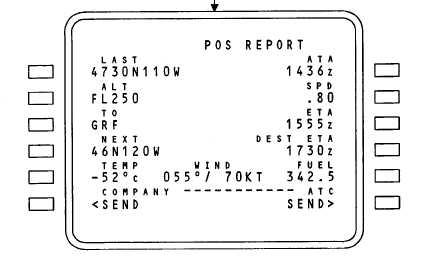 POS REPORT
LAST ATA
4730N110W 1436z
ALT SPD
FL250 .80
TO ETA
GRF 1555z
NEXT DEST ETA
46N120W 1730z
TEMP WIND FUEL
-52°c 055°/ 70KT 342.5
COMPANY ------------ ATC
<SEND SEND>